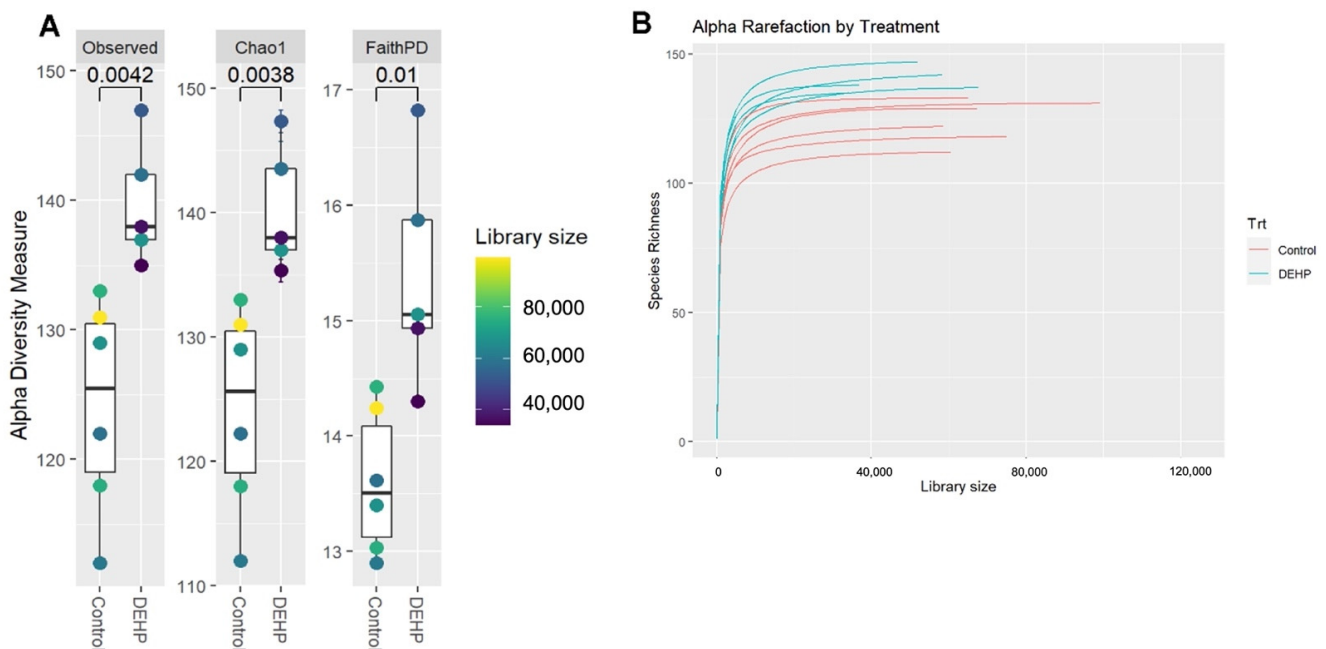 A
Observed
Chao1
FaithPD
0.0042
0.0038
0.01
Alpha Diversity Measure
150
140
130
120
150
140
130
120
110
17
16
15
14
13
Control
DEHP
Control
DEHP
Control
DEHP
Library size
80,000
60,000
40,000
B
Alpha Rarefaction by Treatment
Species Richness
150
100
50
0
0
40,000
80,000
120,000
Library size
Trt
Control
DEHP